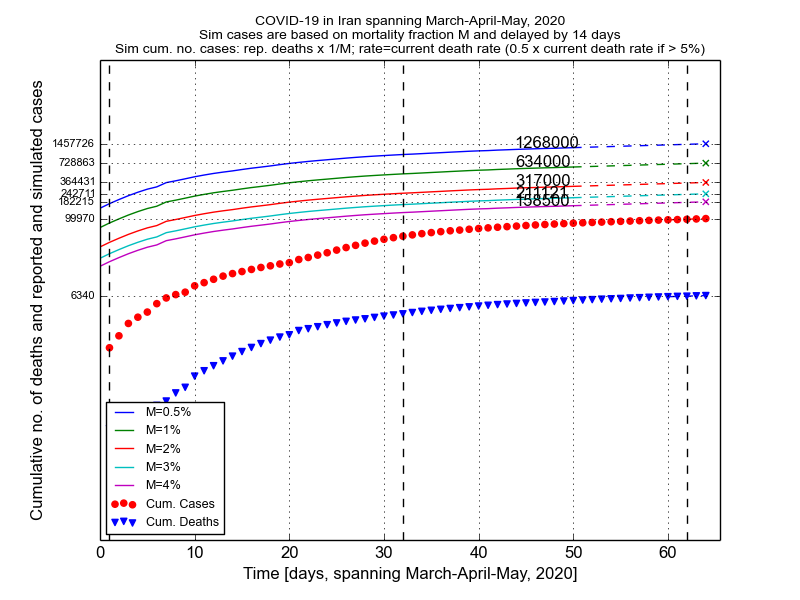 COVID-19 in Iran spanning March-April-May, 2020
Sim cases are based on mortality fraction M and delayed by 14 days
Sim cum. no. cases: rep. deaths x 1/M; rate=current death rate (0.5 x current death rate if > 5%)
Cumulative no. of deaths and reported and simulated cases
1457726
728863
364431
242711
182215
99970
6340
1268000
634000
317000
211121
158500
M=0.5%
M=1%
M=2%
M=3%
M=4%
Cum. Cases
Cum. Deaths
0 10 20 30 40 50 60
Time [days, spanning March-April-May, 2020]